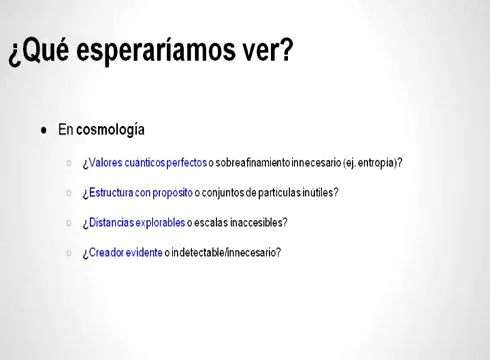 ¿Qué esperaríamos ver?
● En cosmología
○ ¿Valores cuánticos perfectos o sobreafinamiento innecesario (ej. entropía)?
○ ¿Estructura con propósito o conjuntos de partículas inútiles?
○ ¿Distancias explorables o escalas inaccesibles?
○ ¿Creador evidente o indetectable/innecesario?